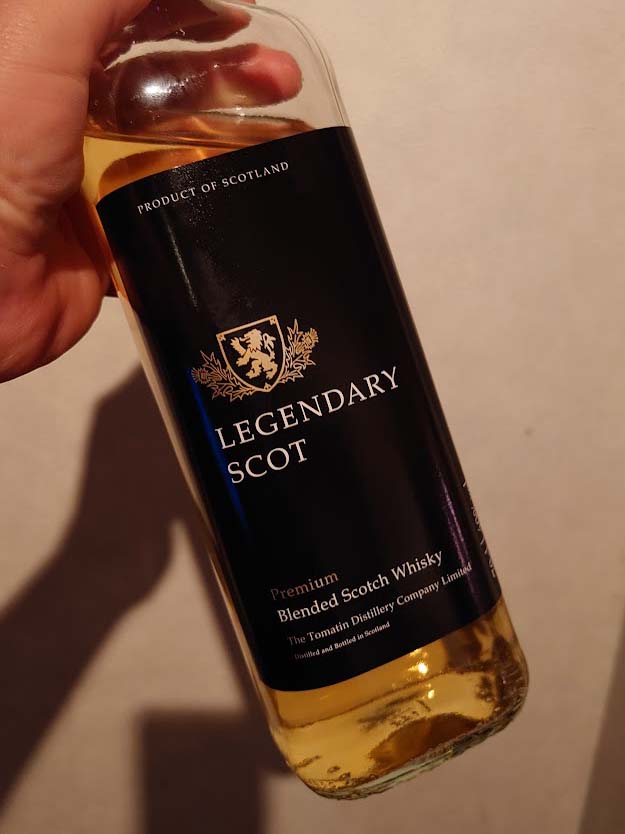 PRODUCT OF SCOTLAND
LEGENDARY
SCOT
Premium
Blended Scotch Whisky
The Tomatin Distillery Company Limited
Distilled and Bottled in Scotland